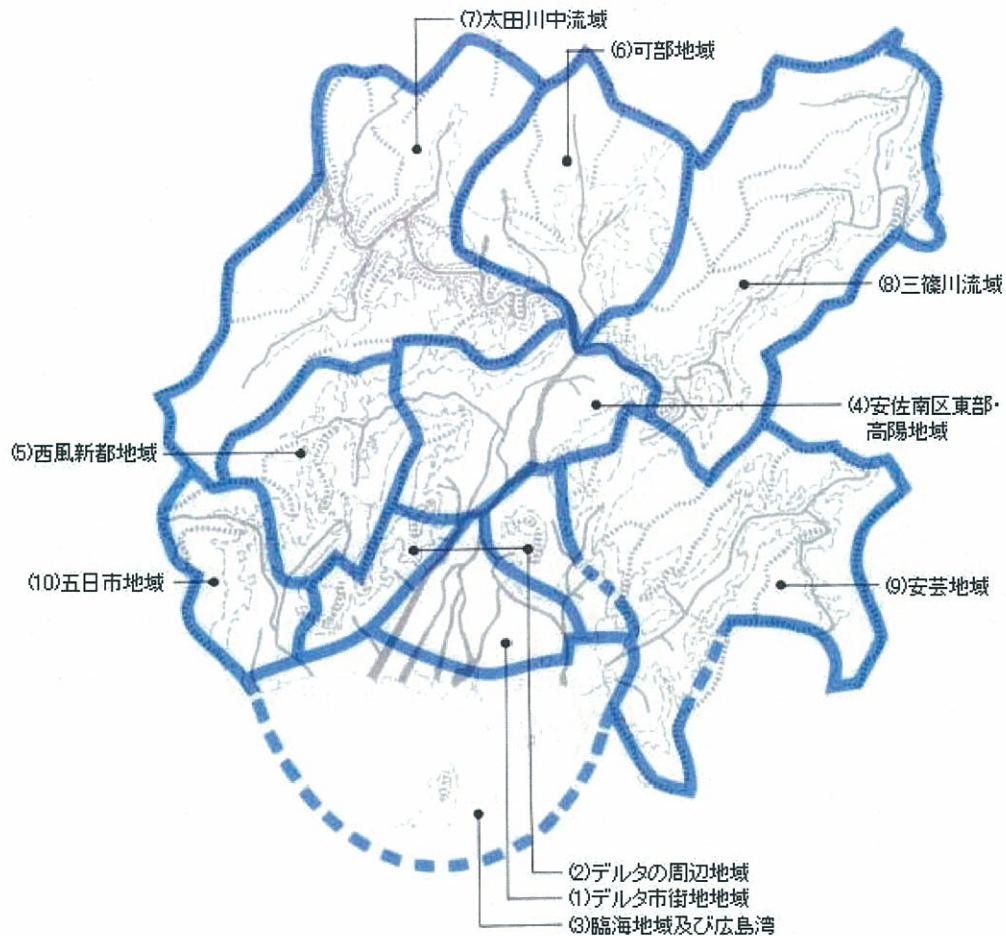 (7)太田川中流域
(6)可部地域
(8)三篠川流域
(4)安佐南区東部・
高陽地域
(5)西風新都地域
(10)五日市地域
(9)安芸地域
(2)デルタの周辺地域
(1)デルタ市街地地域
(3)臨海地域及び広島湾